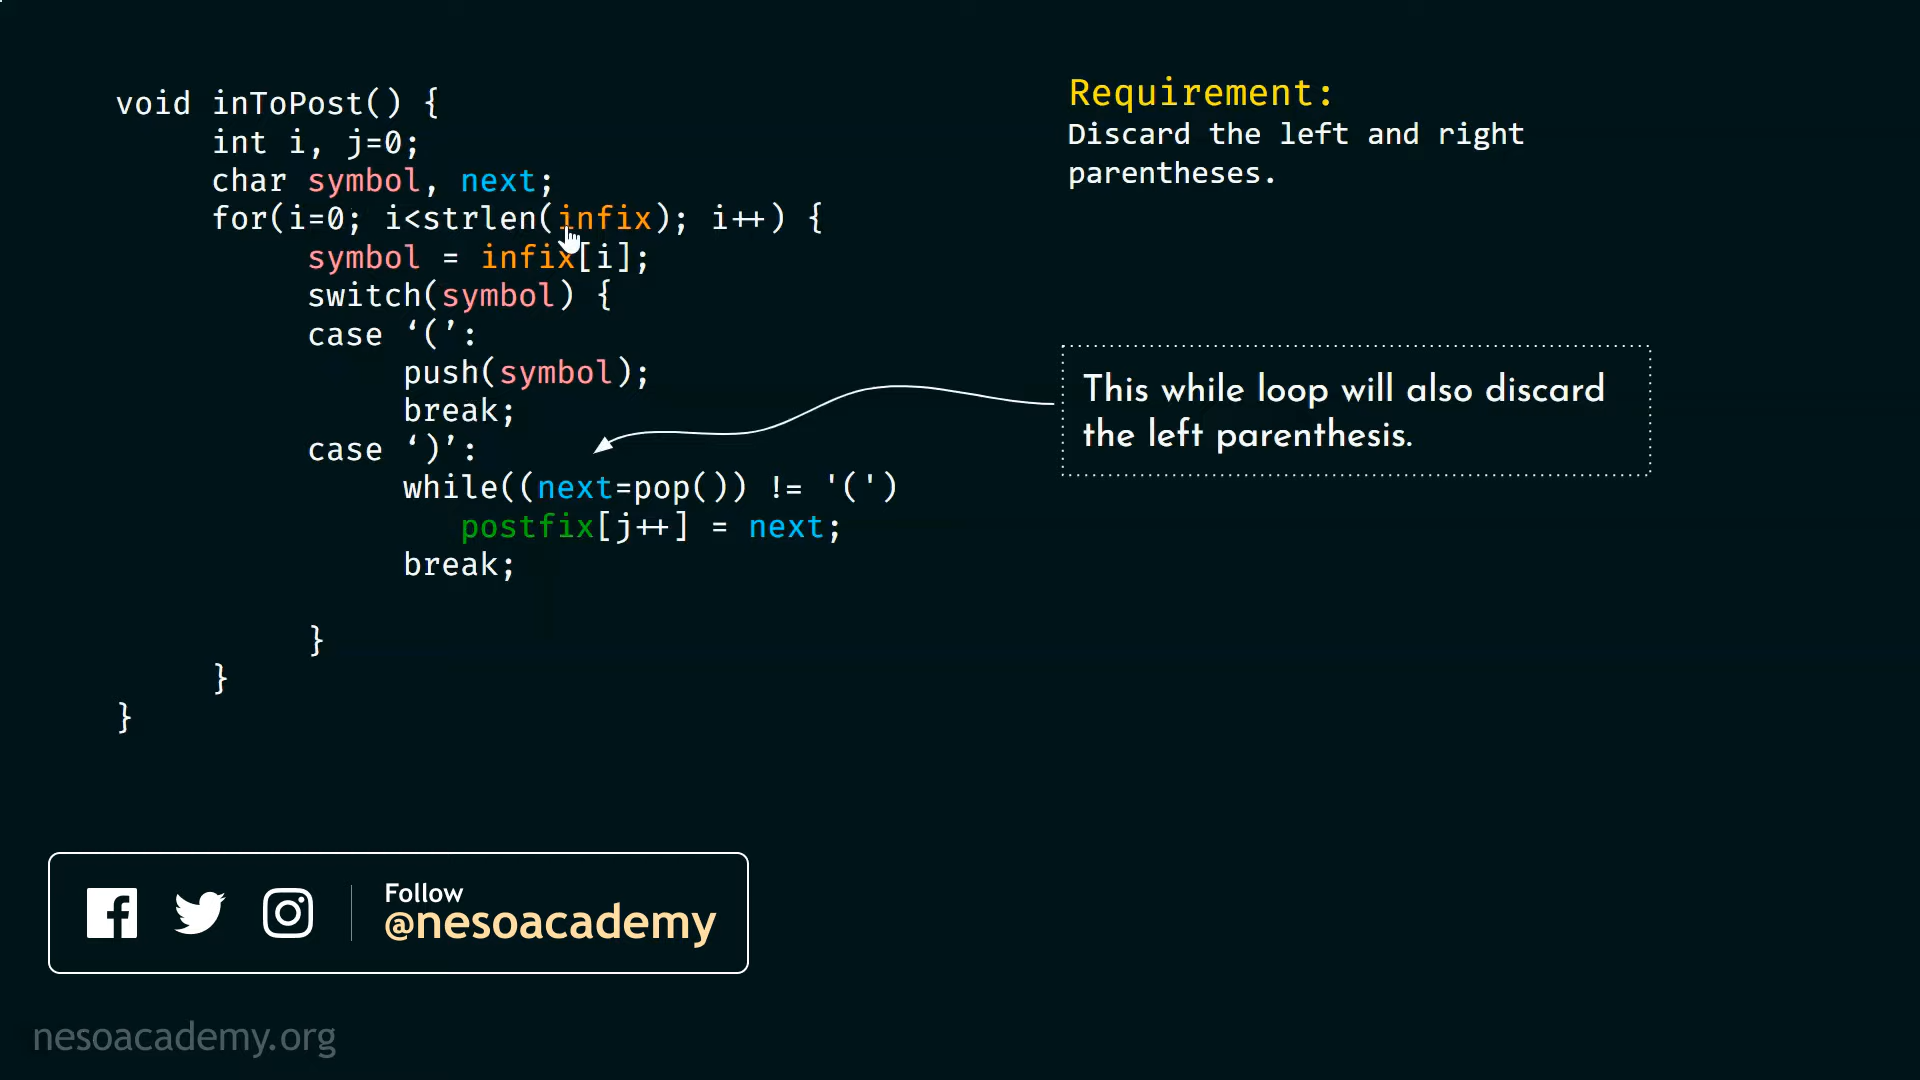 void inToPost() {
int i, j=0;
char symbol, next;
for(i=0; i<strlen(infix); i++) {
symbol = infix[i];
switch(symbol) {
case ‘(’:
push(symbol);
break;
case ‘)’:
while((next=pop()) != '(')
postfix[j++] = next;
break;
}
}
}
Requirement:
Discard the left and right
parentheses.
This while loop will also discard
the left parenthesis.
Follow
@nesoacademy
nesoacademy.org